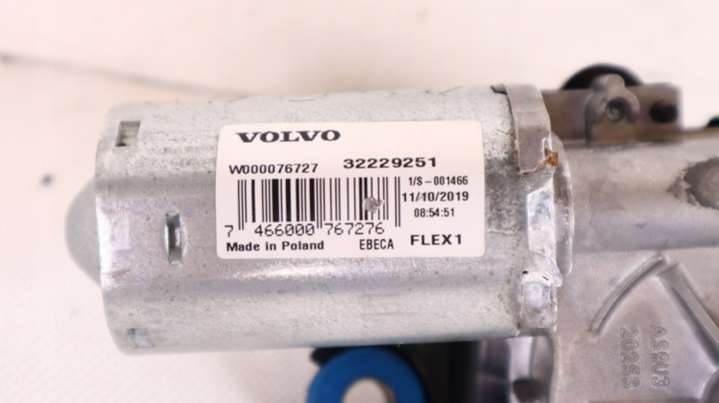 VOLVO
W000076727 32229251
1/S-001466
11/10/2019
08:54:51
7 466000 767276
Made in Poland EBECA FLEX1